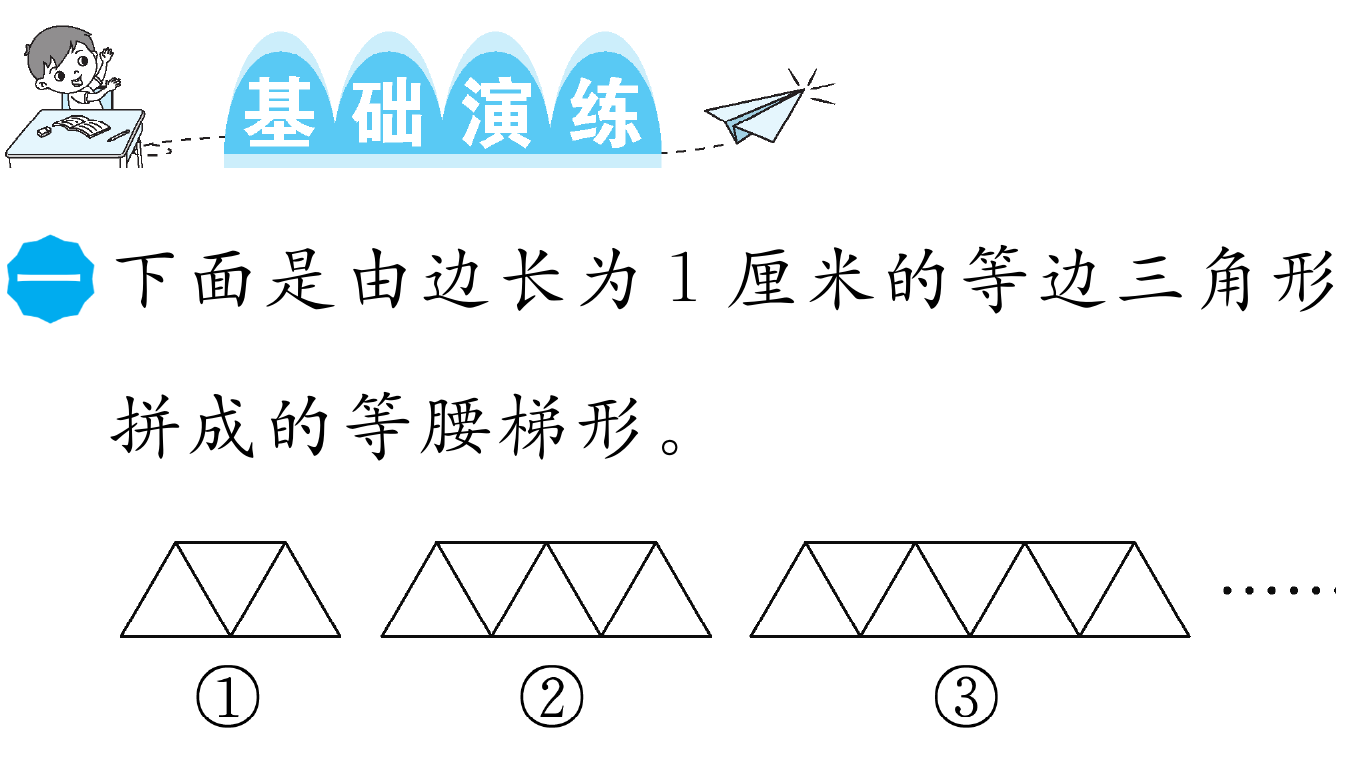 基础演练
一 下面是由边长为1厘米的等边三角形
拼成的等腰梯形。
……
① ② ③